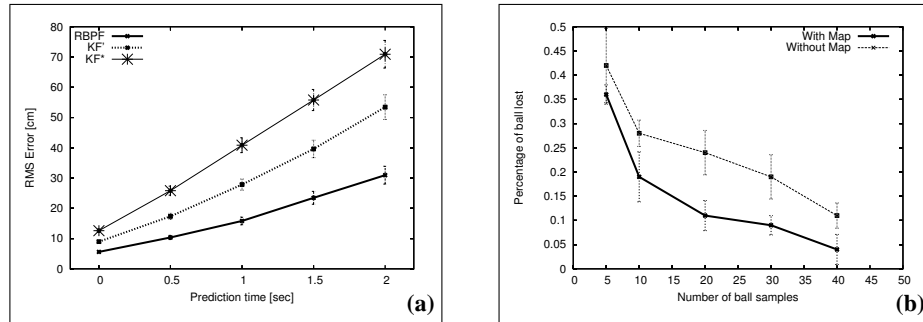 80
70
60
50
40
30
20
10
0
RMS Error [cm]
RBPF
KF'
KF*
0 0.5 1 1.5 2
Prediction time [sec]
(a)
0.5
0.45
0.4
0.35
0.3
0.25
0.2
0.15
0.1
0.05
0
Percentage of ball lost
With Map
Without Map
0 5 10 15 20 25 30 35 40 45 50
Number of ball samples
(b)